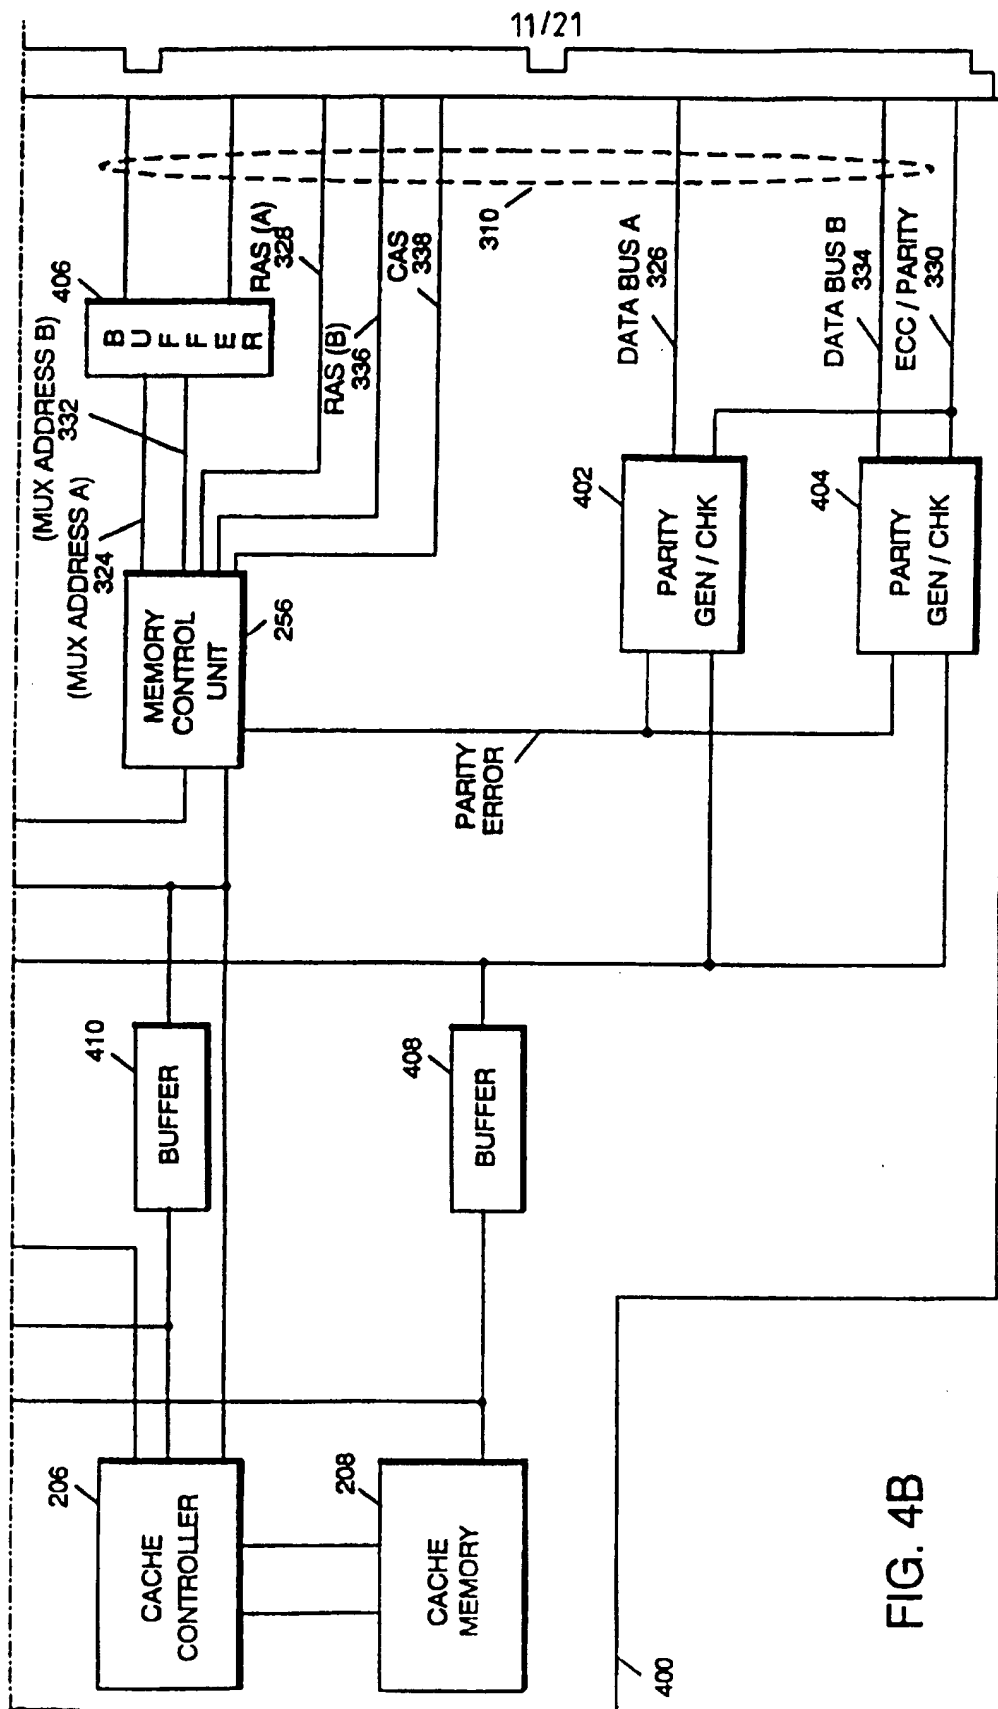 11/21
406
BUFFER
(MUX ADDRESS B)
332
(MUX ADDRESS A)
324
RAS (A)
328
RAS (B)
336
CAS
338
310
DATA BUS A
326
DATA BUS B
334
ECC / PARITY
330
MEMORY
CONTROL
UNIT
256
402
PARITY
GEN / CHK
404
PARITY
GEN / CHK
PARITY
ERROR
410
BUFFER
408
BUFFER
206
CACHE
CONTROLLER
208
CACHE
MEMORY
400
FIG. 4B